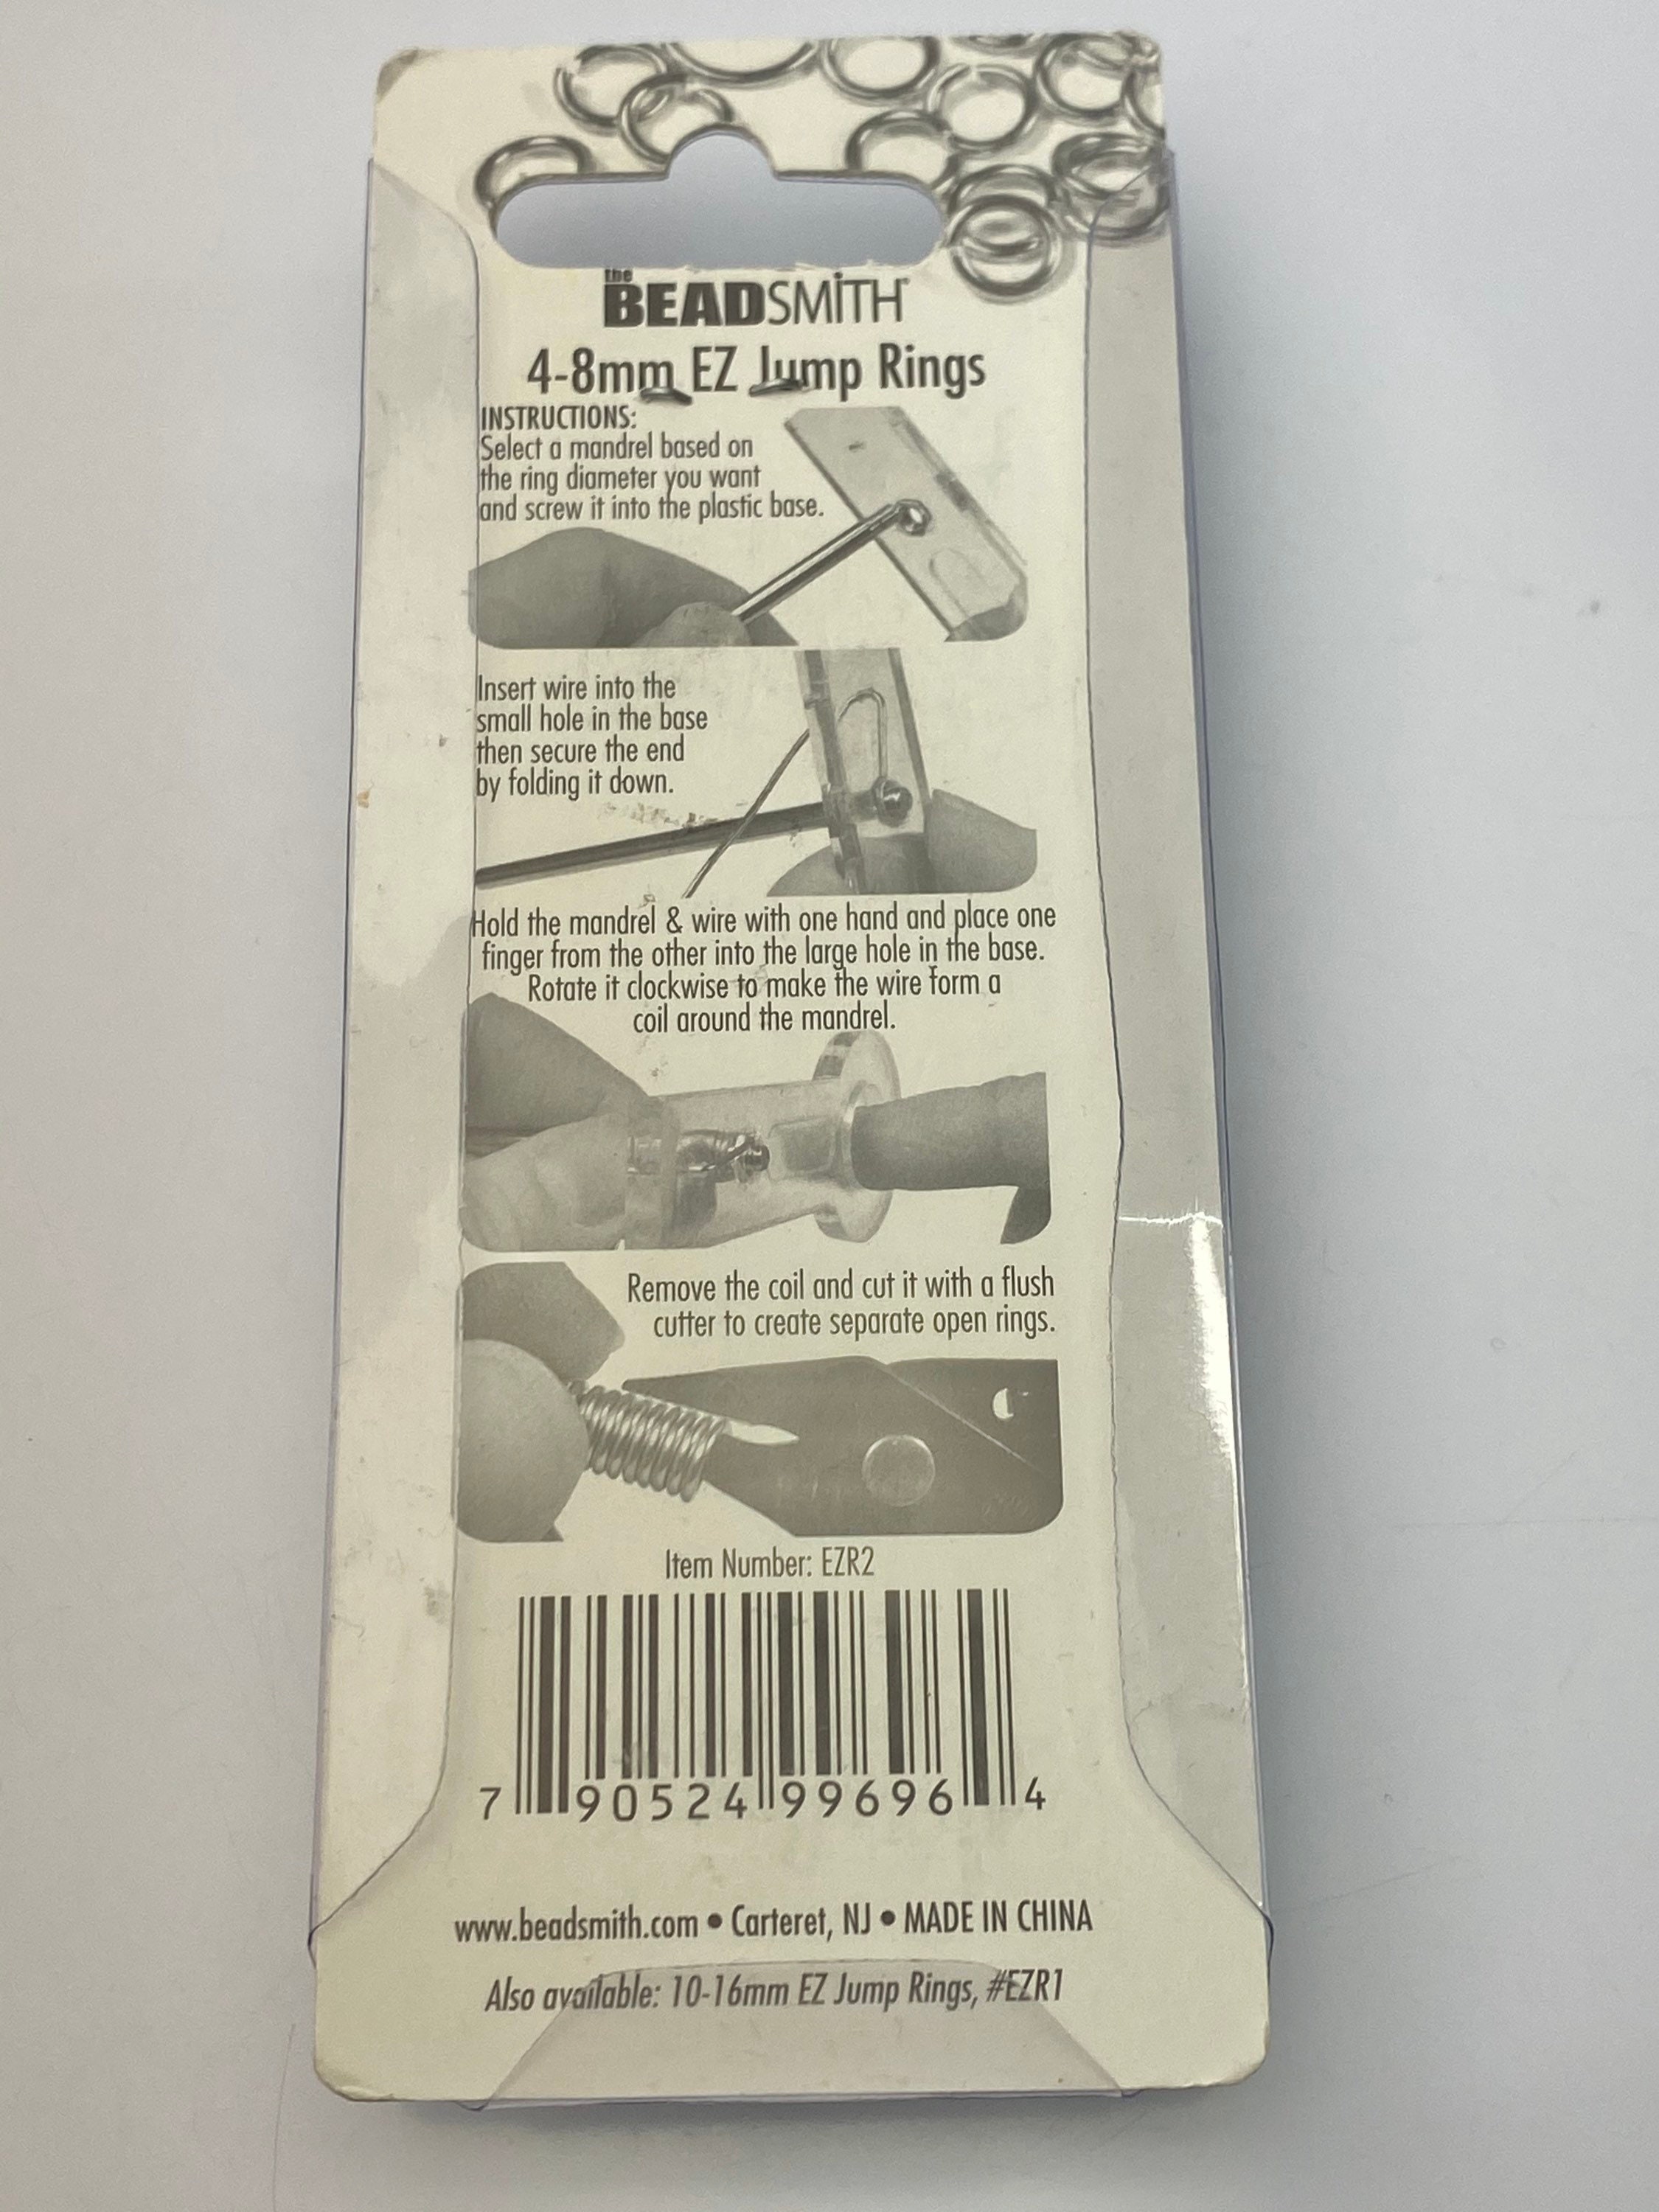 the
BEADSMITH
4-8mm EZ Jump Rings
INSTRUCTIONS:
Select a mandrel based on
the ring diameter you want
and screw it into the plastic base.
Insert wire into the
small hole in the base
then secure the end
by folding it down.
Hold the mandrel & wire with one hand and place one
finger from the other into the large hole in the base.
Rotate it clockwise to make the wire form a
coil around the mandrel.
Remove the coil and cut it with a flush
cutter to create separate open rings.
Item Number: EZR2
7 90524 99696 4
www.beadsmith.com • Carteret, NJ • MADE IN CHINA
Also available: 10-16mm EZ Jump Rings, #EZR1